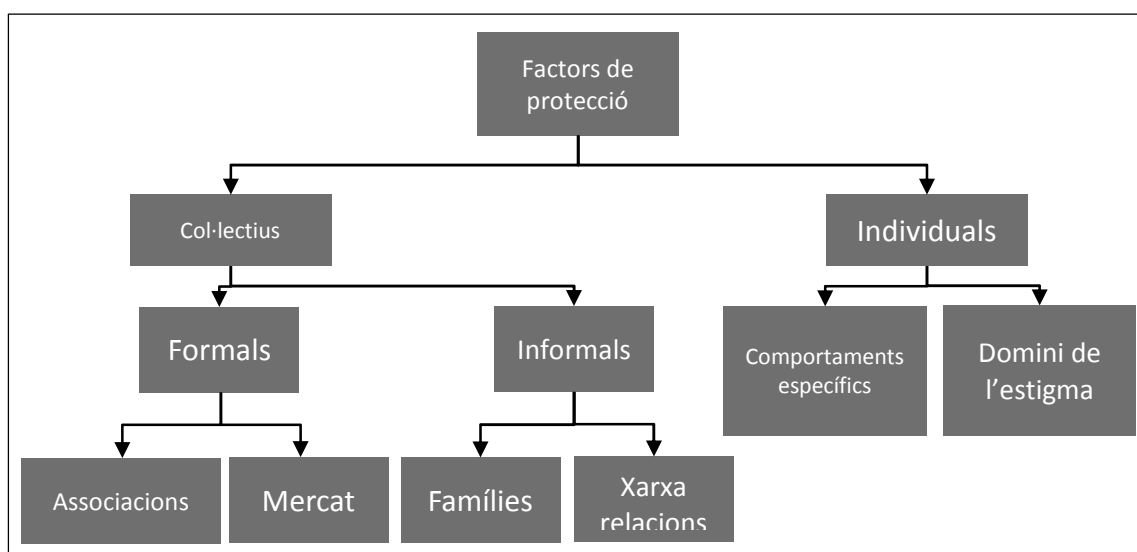 Factors de
protecció
Col·lectius
Individuals
Formals
Informals
Comportaments
específics
Domini de
l’estigma
Associacions
Mercat
Famílies
Xarxa
relacions